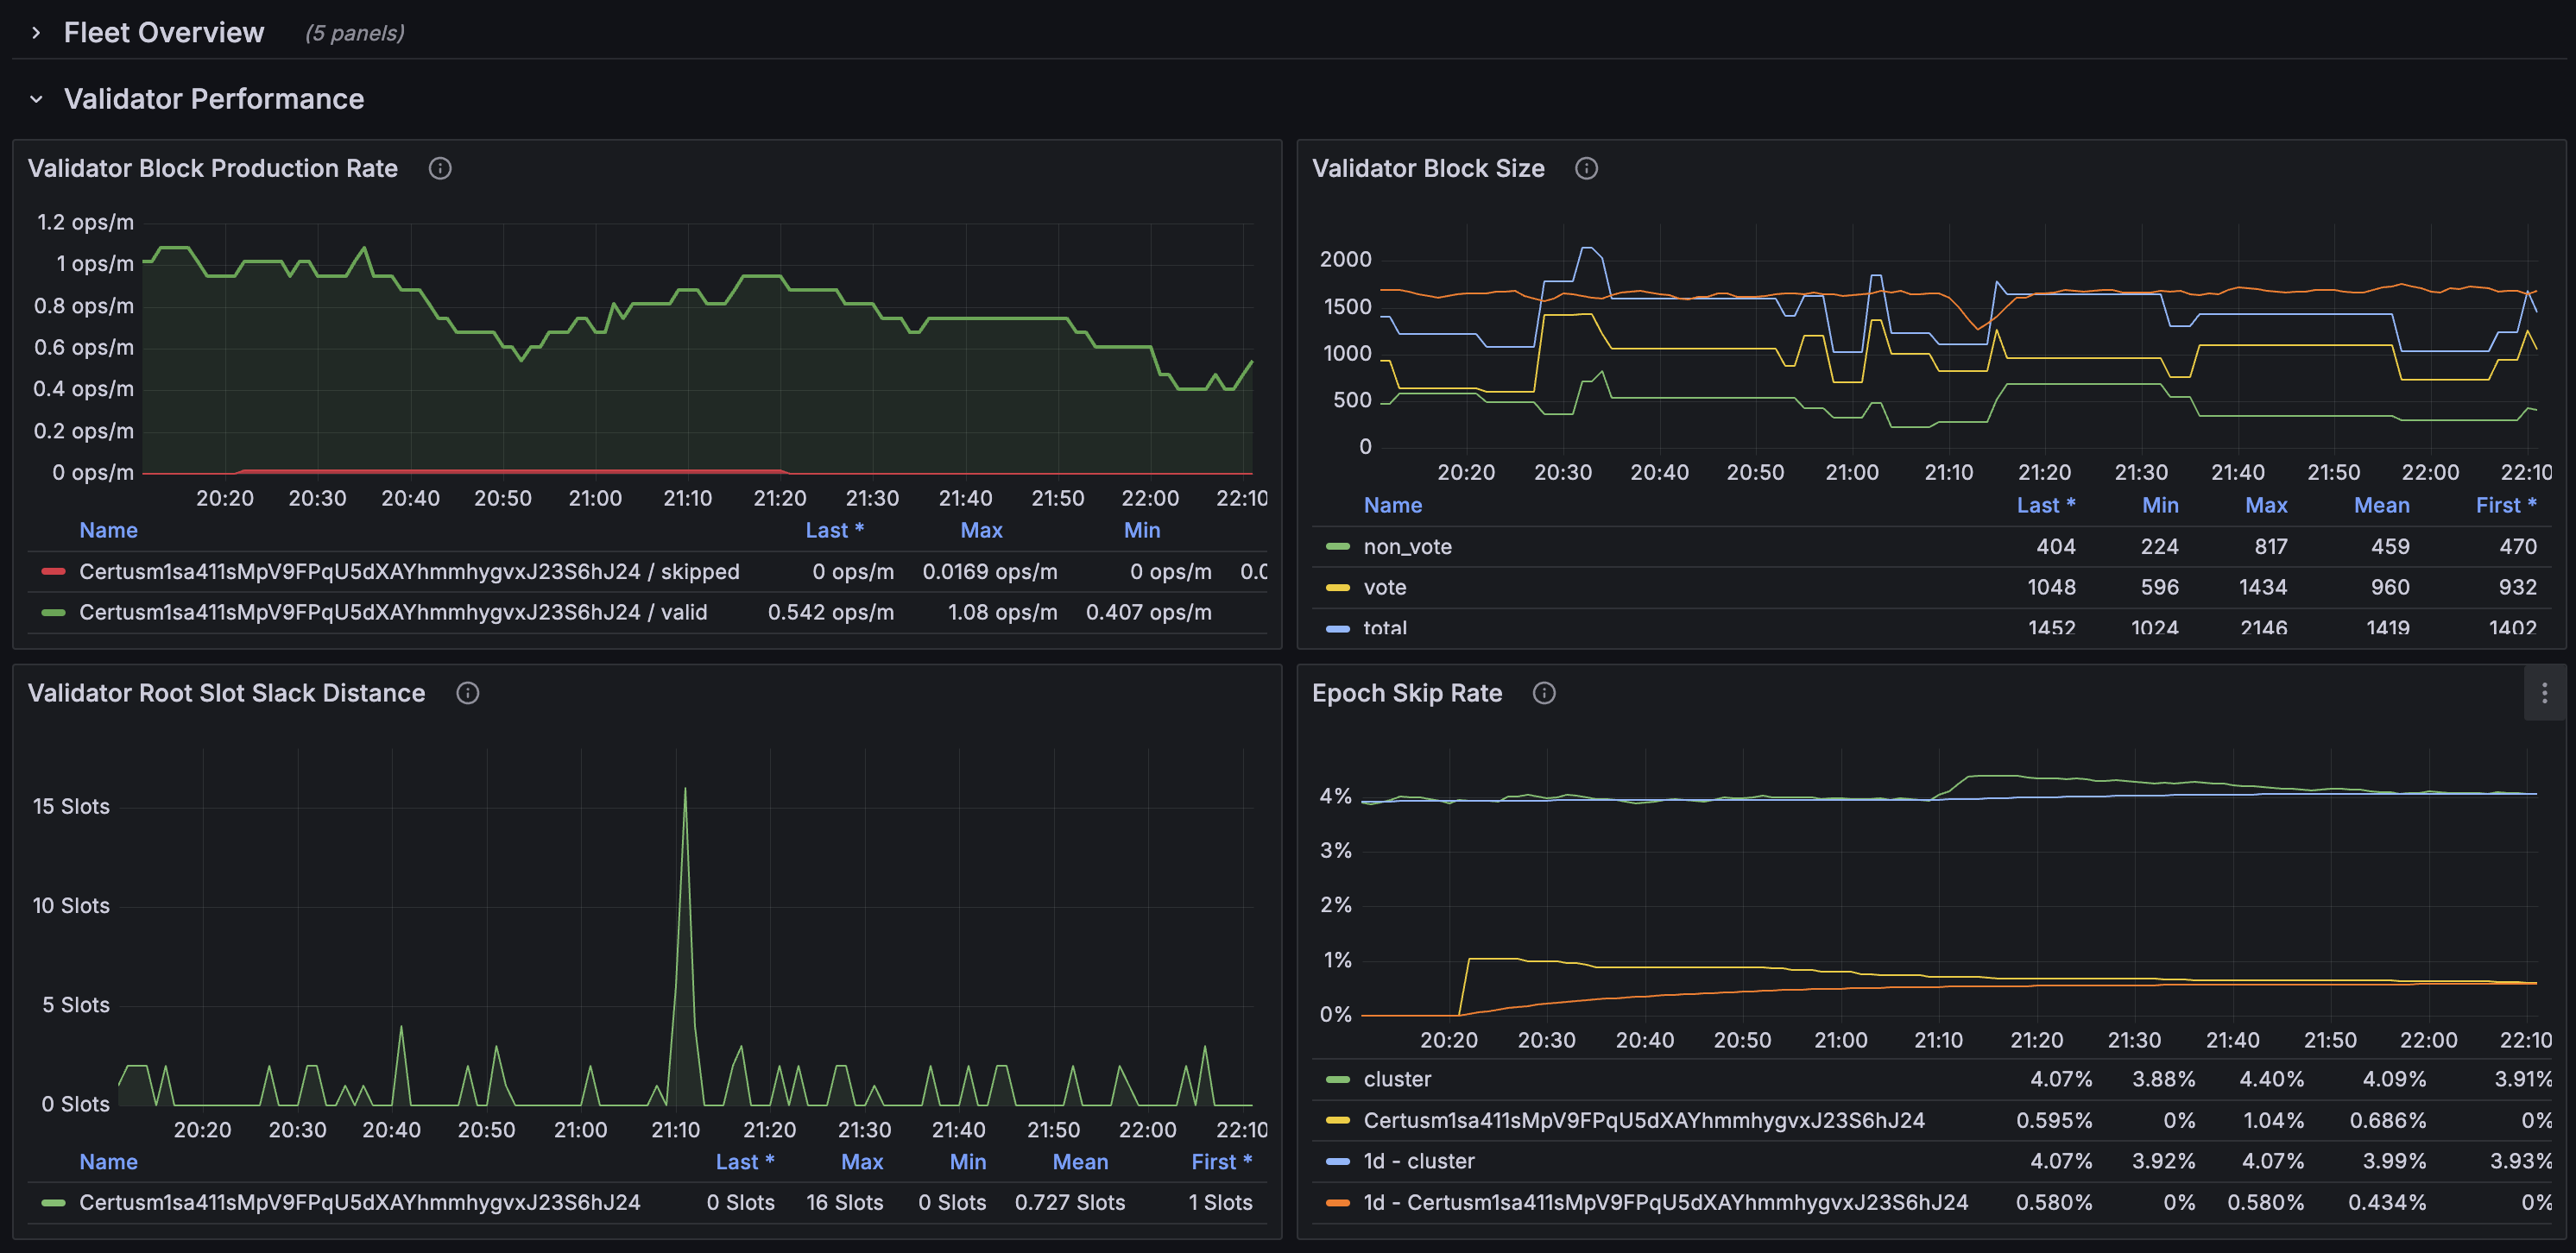 Fleet Overview (5 panels)
Validator Performance
Validator Block Production Rate
1.2 ops/m
1 ops/m
0.8 ops/m
0.6 ops/m
0.4 ops/m
0.2 ops/m
0 ops/m
20:20 20:30 20:40 20:50 21:00 21:10 21:20 21:30 21:40 21:50 22:00 22:10
Name Last * Max Min
Certusm1sa411sMpV9FPqU5dXAYhmmhygvxJ23S6hJ24 / skipped 0 ops/m 0.0169 ops/m 0 ops/m
Certusm1sa411sMpV9FPqU5dXAYhmmhygvxJ23S6hJ24 / valid 0.542 ops/m 1.08 ops/m 0.407 ops/m
Validator Block Size
2000
1500
1000
500
0
20:20 20:30 20:40 20:50 21:00 21:10 21:20 21:30 21:40 21:50 22:00 22:10
Name Last * Min Max Mean First *
non_vote 404 224 817 459 470
vote 1048 596 1434 960 932
total 1452 1024 2146 1419 1402
Validator Root Slot Slack Distance
15 Slots
10 Slots
5 Slots
0 Slots
20:20 20:30 20:40 20:50 21:00 21:10 21:20 21:30 21:40 21:50 22:00 22:10
Name Last * Max Min Mean First *
Certusm1sa411sMpV9FPqU5dXAYhmmhygvxJ23S6hJ24 0 Slots 16 Slots 0 Slots 0.727 Slots 1 Slots
Epoch Skip Rate
4%
3%
2%
1%
0%
20:20 20:30 20:40 20:50 21:00 21:10 21:20 21:30 21:40 21:50 22:00 22:10
cluster 4.07% 3.88% 4.40% 4.09% 3.91%
Certusm1sa411sMpV9FPqU5dXAYhmmhygvxJ23S6hJ24 0.595% 0% 1.04% 0.686% 0%
1d - cluster 4.07% 3.92% 4.07% 3.99% 3.93%
1d - Certusm1sa411sMpV9FPqU5dXAYhmmhygvxJ23S6hJ24 0.580% 0% 0.580% 0.434% 0%